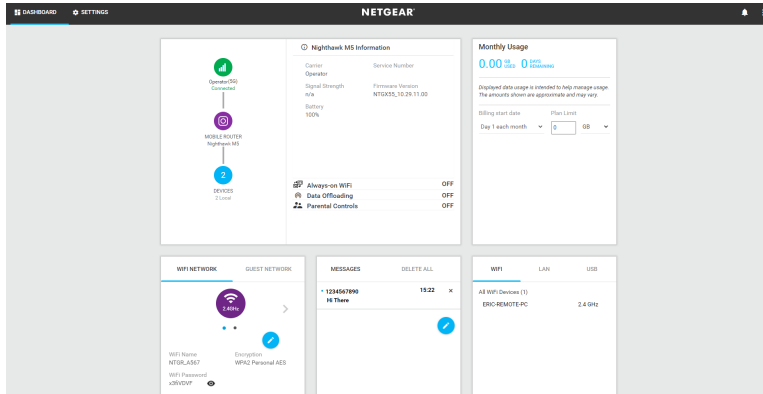 DASHBOARD SETTINGS NETGEAR
Operator(5G)
Connected
MOBILE ROUTER
Nighthawk M5
2
DEVICES
2 Local
Nighthawk M5 Information
Carrier Service Number
Operator
Signal Strength Firmware Version
n/a NTGX55_10.29.11.00
Battery
100%
Always-on WiFi OFF
Data Offloading OFF
Parental Controls OFF
Monthly Usage
0.00 GB USED 0 DAYS REMAINING
Displayed data usage is intended to help manage usage.
The amounts shown are approximate and may vary.
Billing start date Plan Limit
Day 1 each month 0 GB
WIFI NETWORK GUEST NETWORK
2.4GHz
WiFi Name Encryption
NTGR_A567 WPA2 Personal AES
WiFi Password
x36VDVF
MESSAGES DELETE ALL
1234567890 15:22 ×
Hi There
WIFI LAN USB
All WiFi Devices (1)
ERIC-REMOTE-PC 2.4 GHz